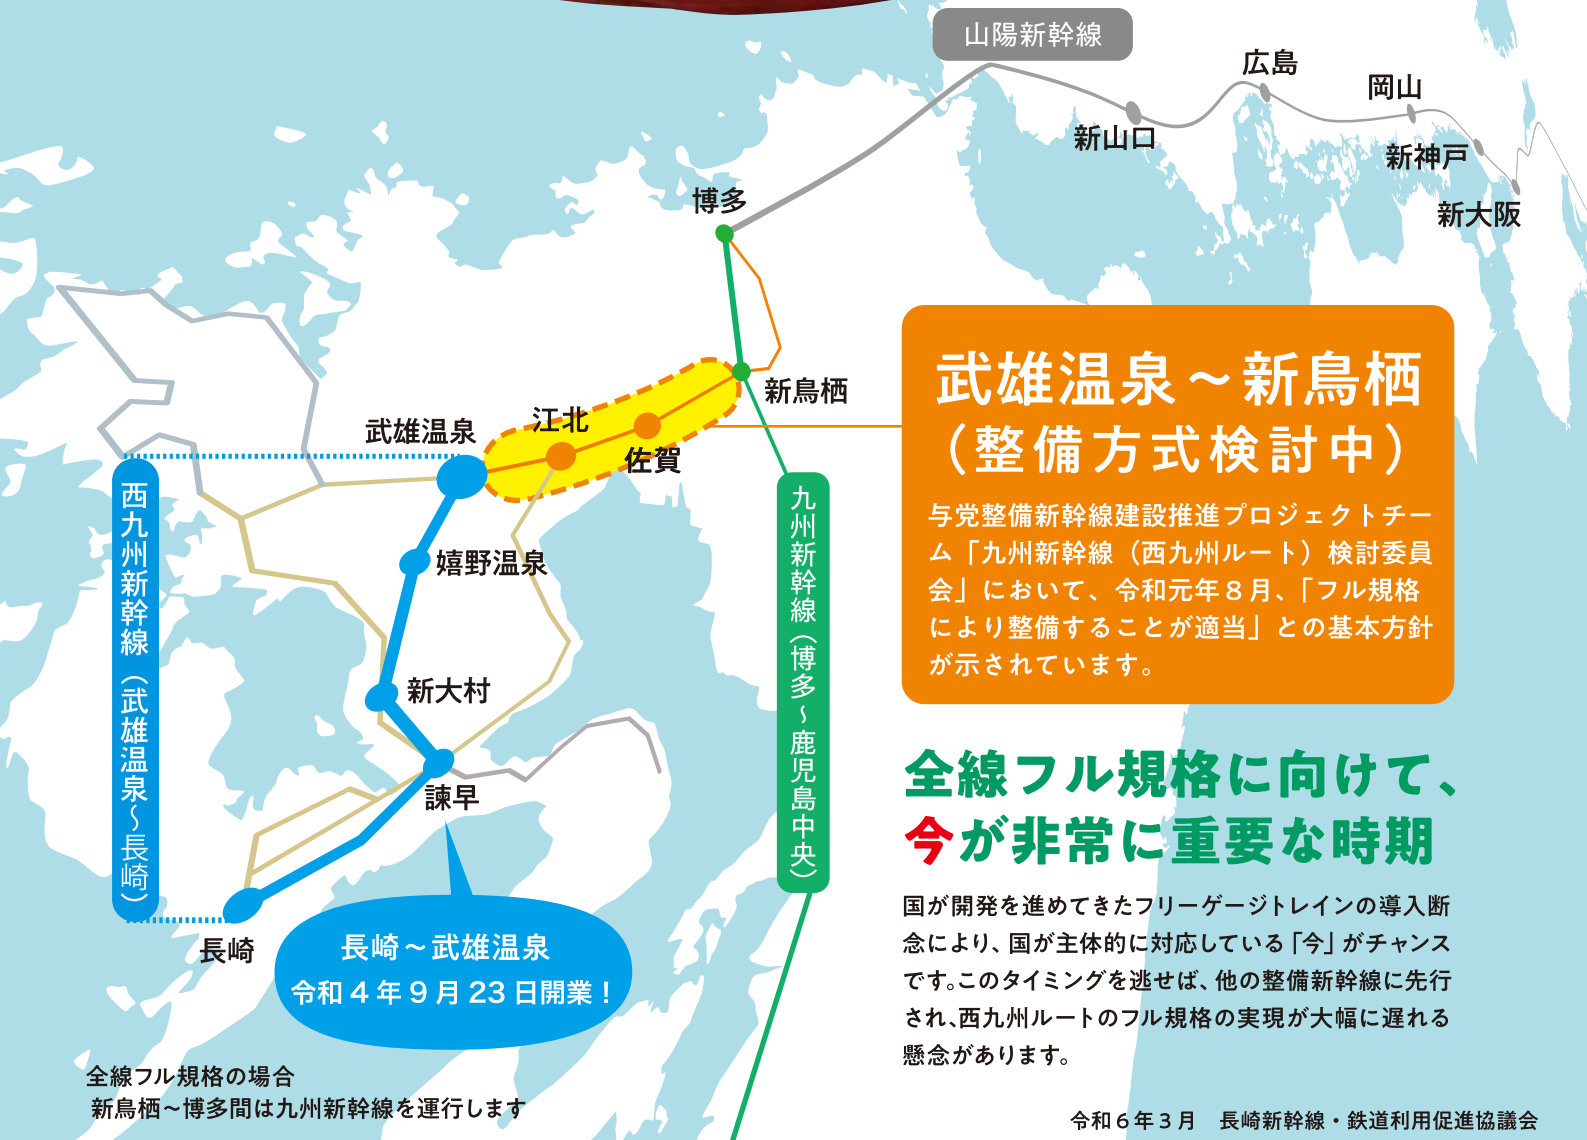 山陽新幹線
広島
岡山
新山口
新神戸
新大阪
博多
新鳥栖
武雄温泉
江北
佐賀
嬉野温泉
新大村
諫早
長崎
西九州新幹線（武雄温泉～長崎）
九州新幹線（博多～鹿児島中央）
長崎～武雄温泉
令和４年９月23日開業！
全線フル規格の場合
新鳥栖～博多間は九州新幹線を運行します
武雄温泉～新鳥栖
（整備方式検討中）
与党整備新幹線建設推進プロジェクトチー
ム「九州新幹線（西九州ルート）検討委員
会」において、令和元年８月、「フル規格
により整備することが適当」との基本方針
が示されています。
全線フル規格に向けて、
今が非常に重要な時期
国が開発を進めてきたフリーゲージトレインの導入断
念により、国が主体的に対応している「今」がチャンス
です。このタイミングを逃せば、他の整備新幹線に先行
され、西九州ルートのフル規格の実現が大幅に遅れる
懸念があります。
令和６年３月　長崎新幹線・鉄道利用促進協議会